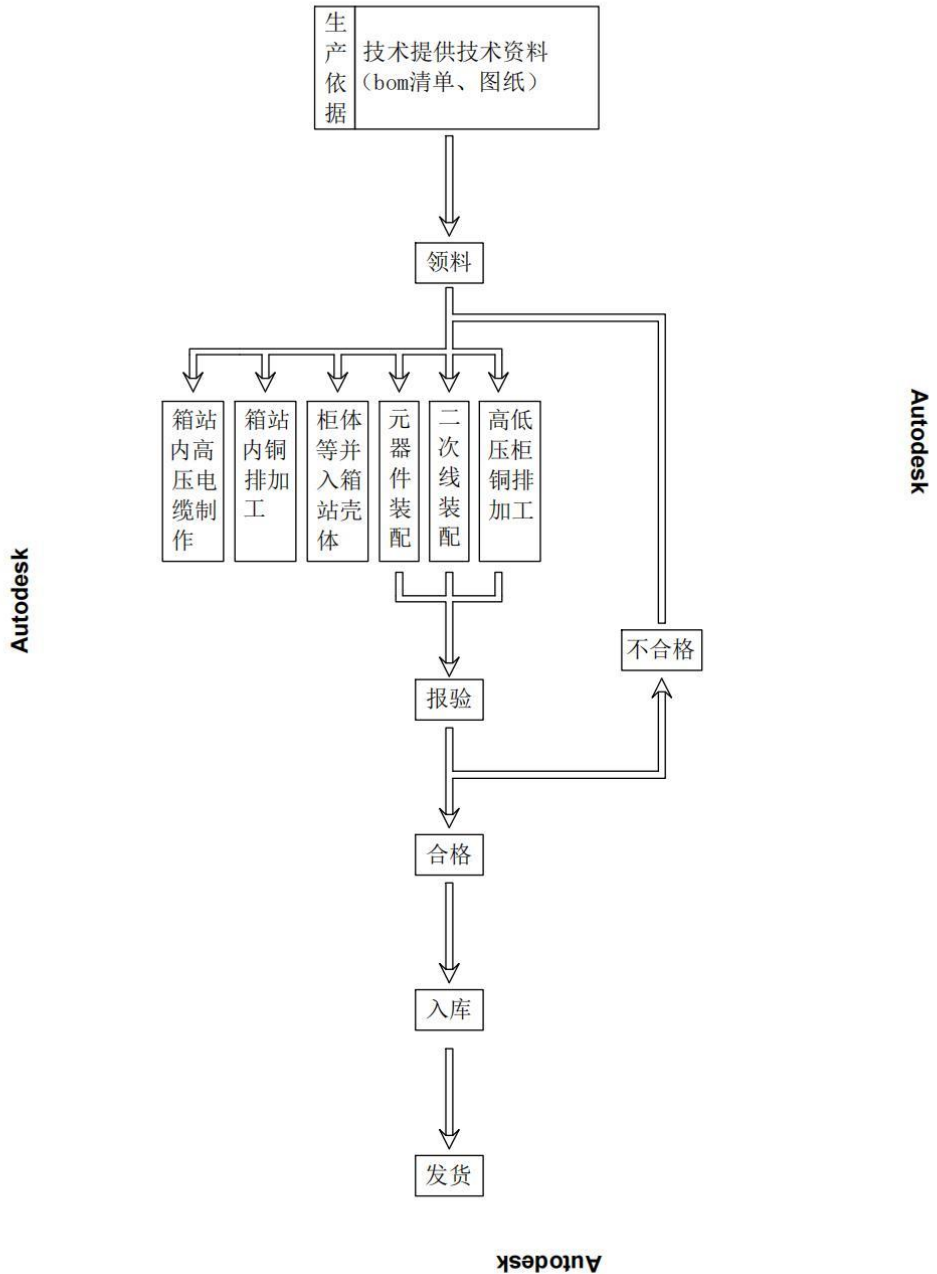 生
产
依
据
技术提供技术资料
(bom清单、图纸)
领料
箱站
内高
压电
缆制
作
箱站
内铜
排加
工
柜体
等并
入箱
站壳
体
元
器
件
装
配
二
次
线
装
配
高低
压柜
铜排
加工
不合格
报验
合格
入库
发货
Autodesk
Autodesk
Autodesk